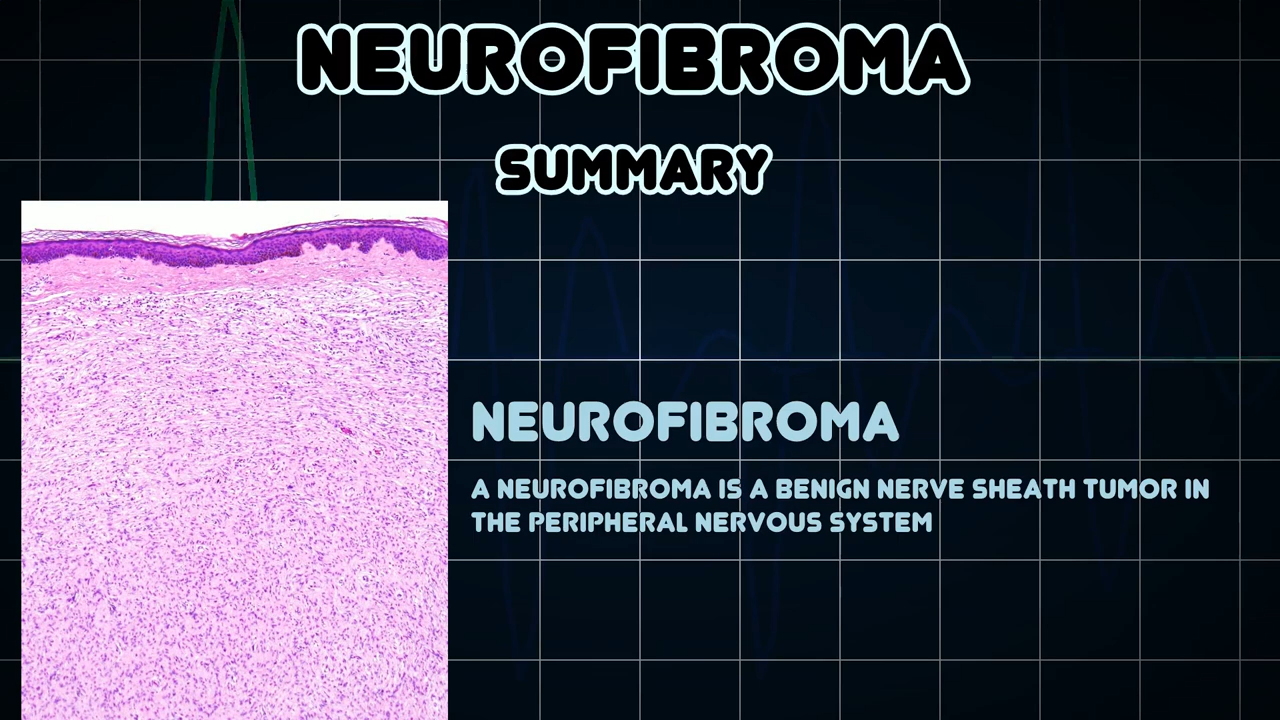 NEUROFIBROMA
SUMMARY
NEUROFIBROMA
A NEUROFIBROMA IS A BENIGN NERVE SHEATH TUMOR IN
THE PERIPHERAL NERVOUS SYSTEM